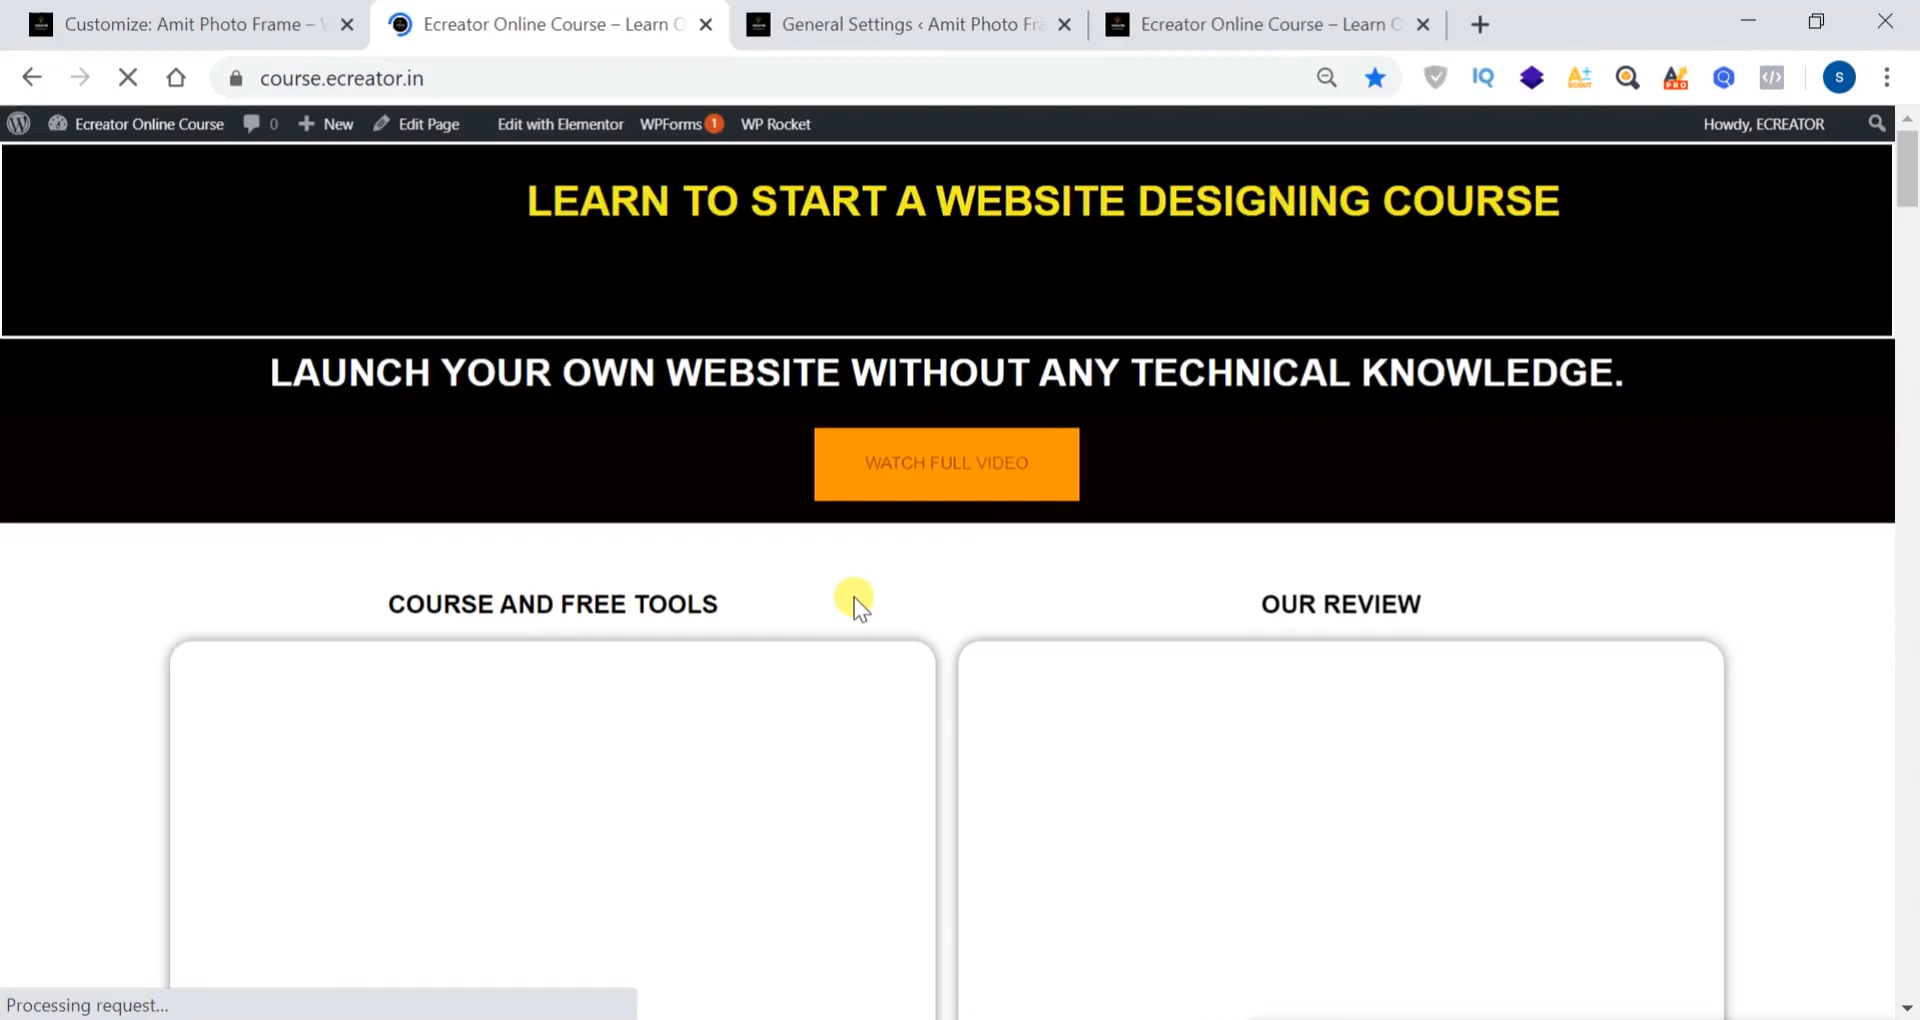 Customize: Amit Photo Frame –
Ecreator Online Course – Learn O
General Settings ‹ Amit Photo Fra
Ecreator Online Course – Learn O
course.ecreator.in
IQ
A±
SCOUT
A
PRO
S
Ecreator Online Course
0
New
Edit Page
Edit with Elementor
WPForms 1
WP Rocket
Howdy, ECREATOR
LEARN TO START A WEBSITE DESIGNING COURSE
LAUNCH YOUR OWN WEBSITE WITHOUT ANY TECHNICAL KNOWLEDGE.
WATCH FULL VIDEO
COURSE AND FREE TOOLS
OUR REVIEW
Processing request...